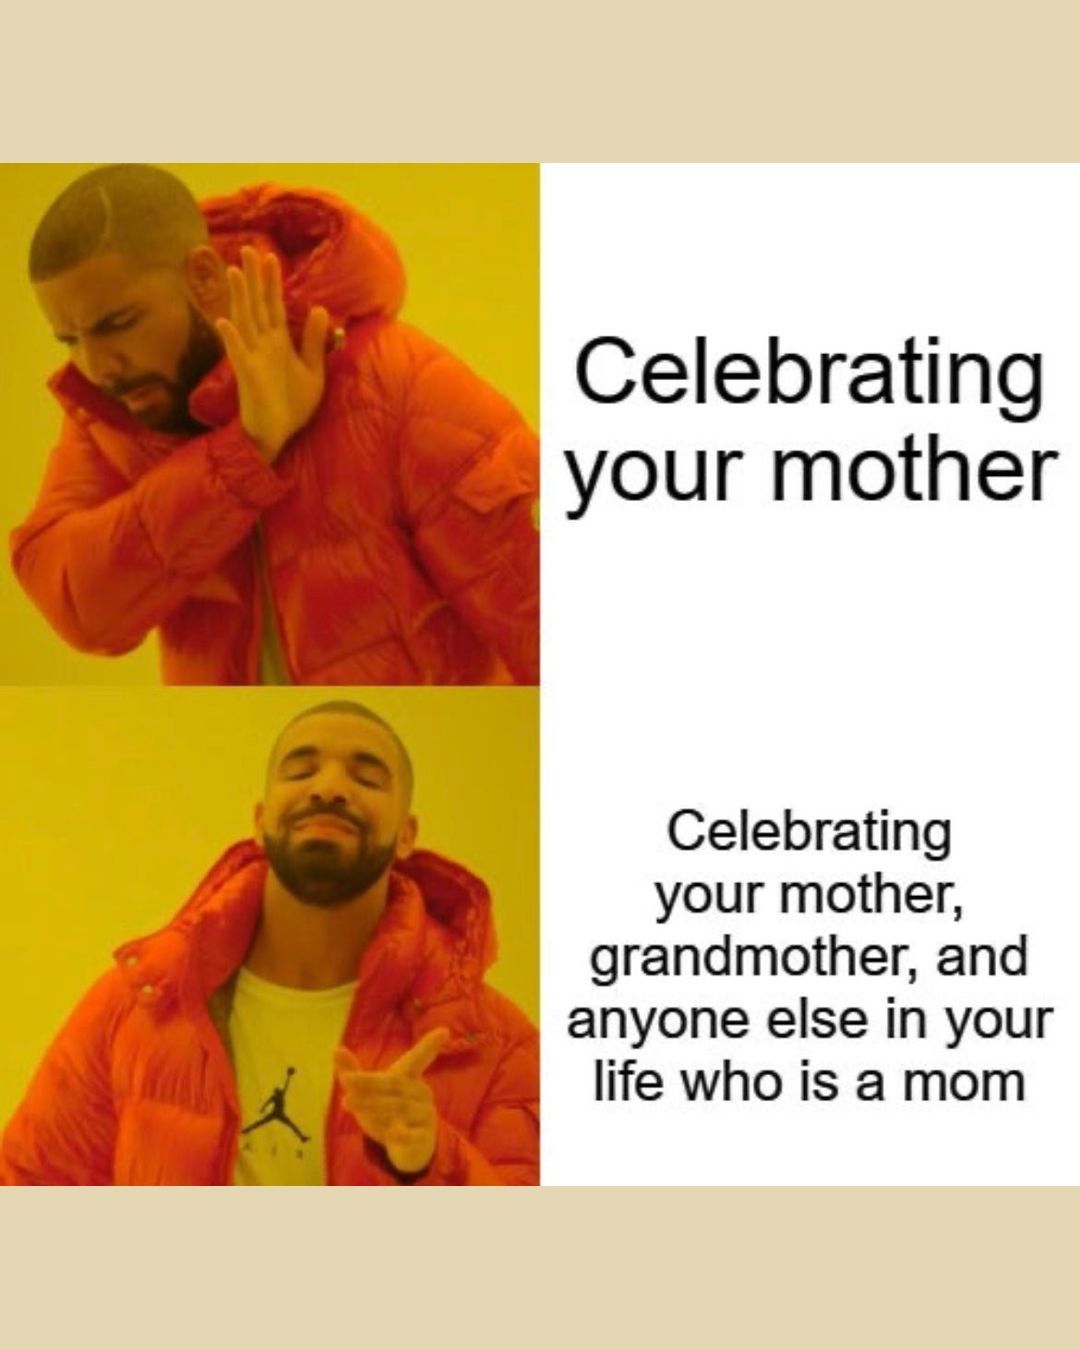 Celebrating
your mother
Celebrating
your mother,
grandmother, and
anyone else in your
life who is a mom